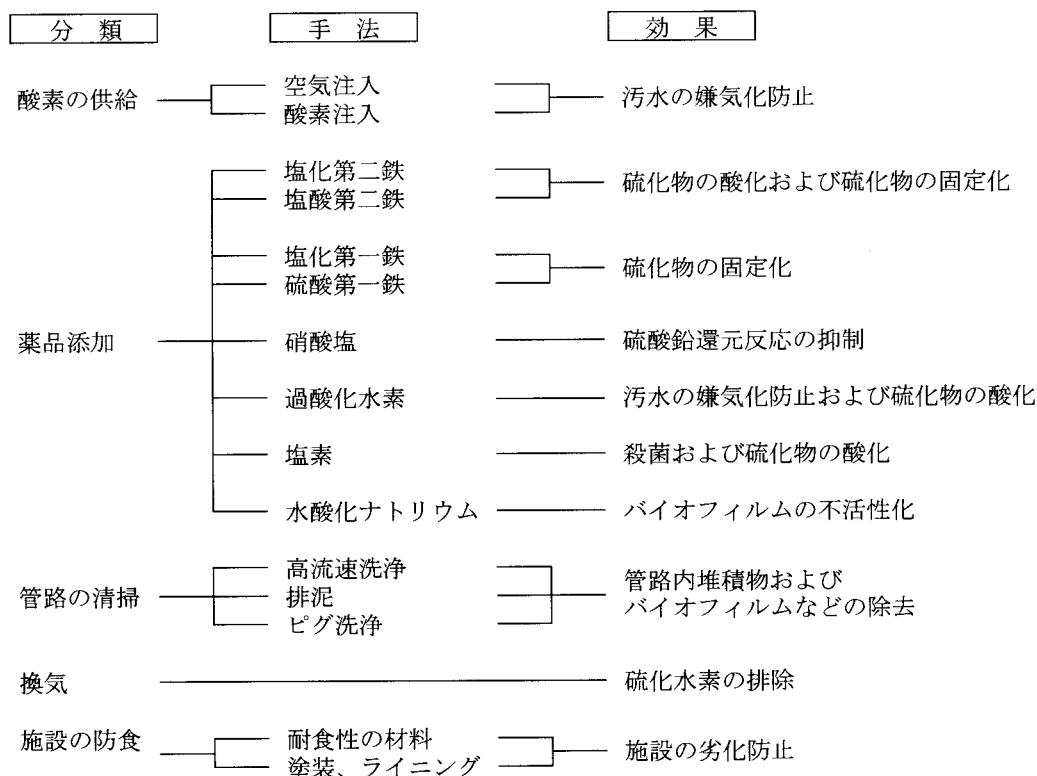 分類 手法 効果
酸素の供給 空気注入 汚水の嫌気化防止
酸素注入
塩化第二鉄 硫化物の酸化および硫化物の固定化
塩酸第二鉄
塩化第一鉄 硫化物の固定化
硫酸第一鉄
薬品添加 硝酸塩 硫酸鉛還元反応の抑制
過酸化水素 汚水の嫌気化防止および硫化物の酸化
塩素 殺菌および硫化物の酸化
水酸化ナトリウム バイオフィルムの不活性化
高流速洗浄 管路内堆積物および
管路の清掃 排泥 バイオフィルムなどの除去
ピグ洗浄
換気 硫化水素の排除
施設の防食 耐食性の材料 施設の劣化防止
塗装、ライニング